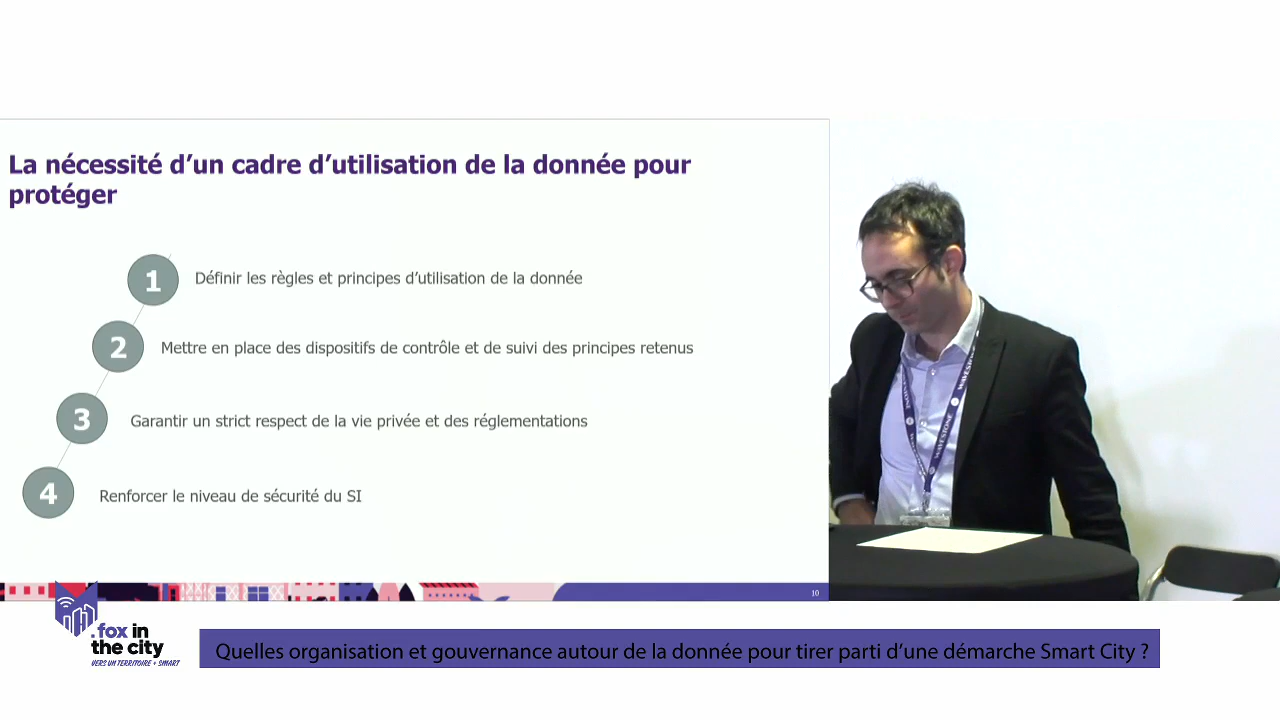 La nécessité d’un cadre d’utilisation de la donnée pour
protéger
1 Définir les règles et principes d’utilisation de la donnée
2 Mettre en place des dispositifs de contrôle et de suivi des principes retenus
3 Garantir un strict respect de la vie privée et des réglementations
4 Renforcer le niveau de sécurité du SI
10
WAVESTONE
.fox in
the city
VERS UN TERRITOIRE + SMART
Quelles organisation et gouvernance autour de la donnée pour tirer parti d’une démarche Smart City ?